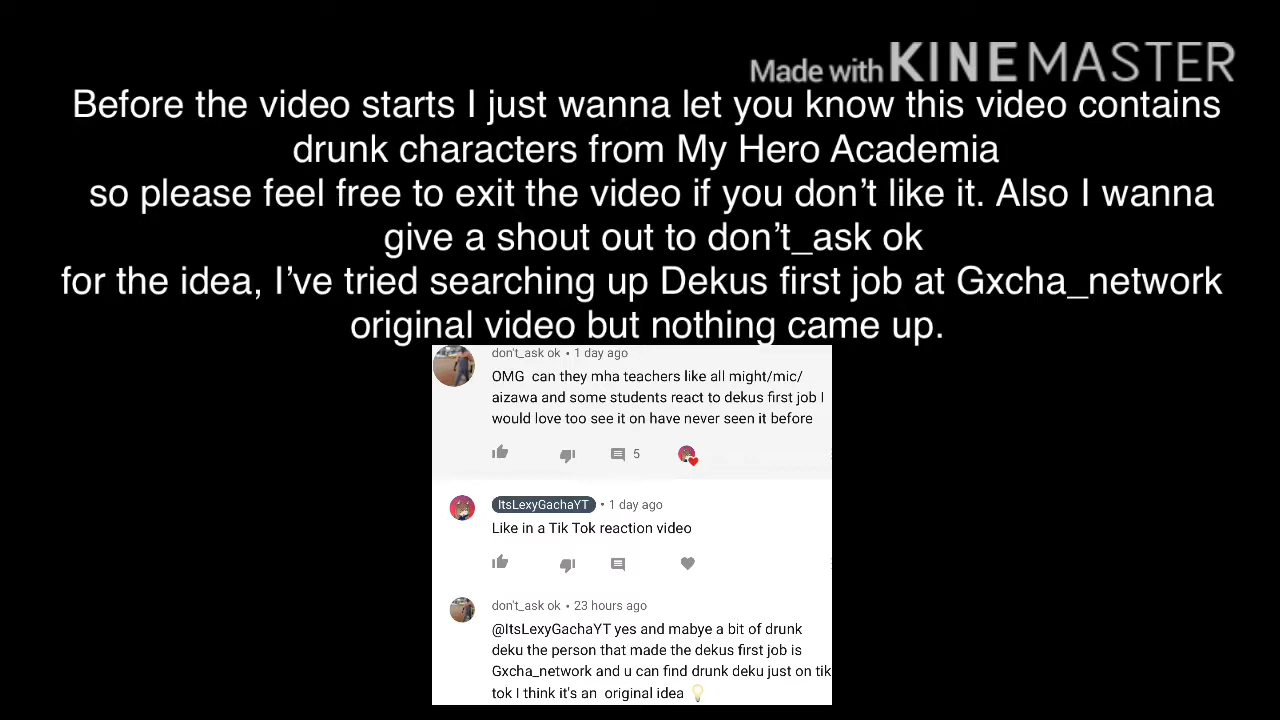 Made with KINEMASTER
Before the video starts I just wanna let you know this video contains
drunk characters from My Hero Academia
so please feel free to exit the video if you don’t like it. Also I wanna
give a shout out to don’t_ask ok
for the idea, I’ve tried searching up Dekus first job at Gxcha_network
original video but nothing came up.
don't_ask ok • 1 day ago
OMG can they mha teachers like all might/mic/
aizawa and some students react to dekus first job I
would love too see it on have never seen it before
5
ItsLexyGachaYT • 1 day ago
Like in a Tik Tok reaction video
don't_ask ok • 23 hours ago
@ItsLexyGachaYT yes and mabye a bit of drunk
deku the person that made the dekus first job is
Gxcha_network and u can find drunk deku just on tik
tok I think it's an original idea 💡